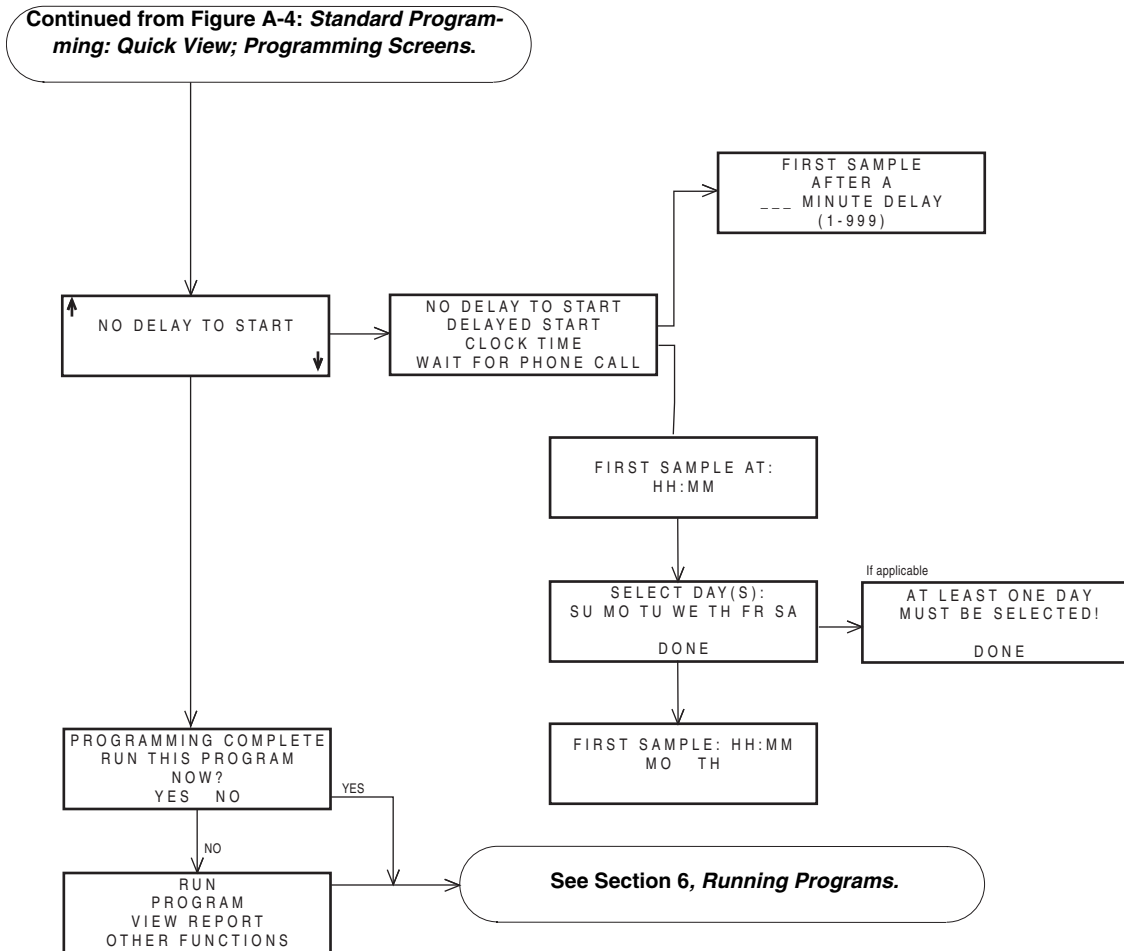 Continued from Figure A-4: Standard Program-
ming: Quick View; Programming Screens.
FIRST SAMPLE
AFTER A
___ MINUTE DELAY
(1-999)
NO DELAY TO START
NO DELAY TO START
DELAYED START
CLOCK TIME
WAIT FOR PHONE CALL
FIRST SAMPLE AT:
HH:MM
SELECT DAY(S):
SU MO TU WE TH FR SA
DONE
If applicable
AT LEAST ONE DAY
MUST BE SELECTED!
DONE
FIRST SAMPLE: HH:MM
MO TH
PROGRAMMING COMPLETE
RUN THIS PROGRAM
NOW?
YES NO
YES
NO
RUN
PROGRAM
VIEW REPORT
OTHER FUNCTIONS
See Section 6, Running Programs.